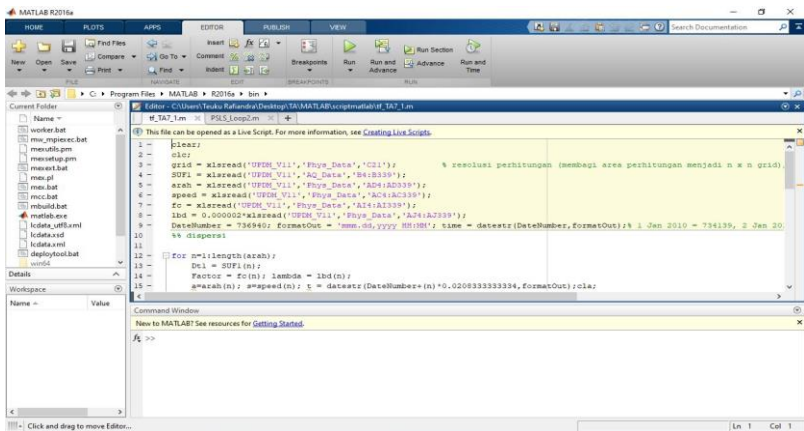 MATLAB R2016a
HOME PLOTS APPS EDITOR PUBLISH VIEW
Search Documentation
New Open Save
Find Files
Compare
Print
Go To
Find
Insert
Comment
Indent
Breakpoints
Run
Run and Advance
Run Section
Advance
Run and Time
FILE NAVIGATE EDIT BREAKPOINTS RUN
C: Program Files MATLAB R2016a bin
Current Folder
Name
worker.bat
mw_mpiexec.bat
mexutils.pm
mexsetup.pm
mexext.bat
mex.pl
mex.bat
mcc.bat
mbuild.bat
matlab.exe
lcdata_utf8.xml
lcdata.xsd
lcdata.xml
deploytool.bat
win64
Details
Workspace
Name Value
Editor - C:\Users\Teuku Rafiandra\Desktop\TA\MATLAB\scriptmatlab\tf_TA7_1.m
tf_TA7_1.m PSLS_Loop2.m
This file can be opened as a Live Script. For more information, see Creating Live Scripts.
1 - clear;
2 - clc;
3 - grid = xlsread('UPDM_V11','Phys_Data','C21'); % resolusi perhitungan (membagi area perhitungan menjadi n x n grid)
4 - SUF1 = xlsread('UPDM_V11','AQ_Data','B4:B339');
5 - arah = xlsread('UPDM_V11','Phys_Data','AD4:AD339');
6 - speed = xlsread('UPDM_V11','Phys_Data','AC4:AC339');
7 - fc = xlsread('UPDM_V11','Phys_Data','AI4:AI339');
8 - lbd = 0.000002*xlsread('UPDM_V11','Phys_Data','AJ4:AJ339');
9 - DateNumber = 736940; formatOut = 'mmm.dd,yyyy HH:MM'; time = datestr(DateNumber,formatOut);% 1 Jan 2010 = 734139, 2 Jan 20
10 %% dispersi
11
12 - for n=1:length(arah);
13 - Dt1 = SUF1(n);
14 - Factor = fc(n); lambda = lbd(n);
15 - a=arah(n); s=speed(n); t = datestr(DateNumber+(n)*0.0208333333334,formatOut);cla;
Command Window
New to MATLAB? See resources for Getting Started.
fx >>
Click and drag to move Editor...
Ln 1 Col 1